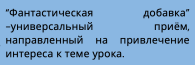 “Фантастическая добавка”
–универсальный приём,
направленный на привлечение
интереса к теме урока.